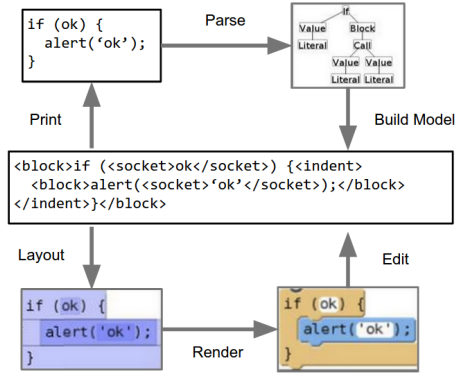 if (ok) {
alert(‘ok’);
}
Parse
If
Value Block
Literal Call
Value Value
Literal Literal
Print
Build Model
<block>if (<socket>ok</socket>) {<indent>
<block>alert(<socket>‘ok’</socket>);</block>
</indent>}</block>
Layout
Edit
if (ok) {
alert('ok');
}
Render
if (ok) {
alert('ok');
}